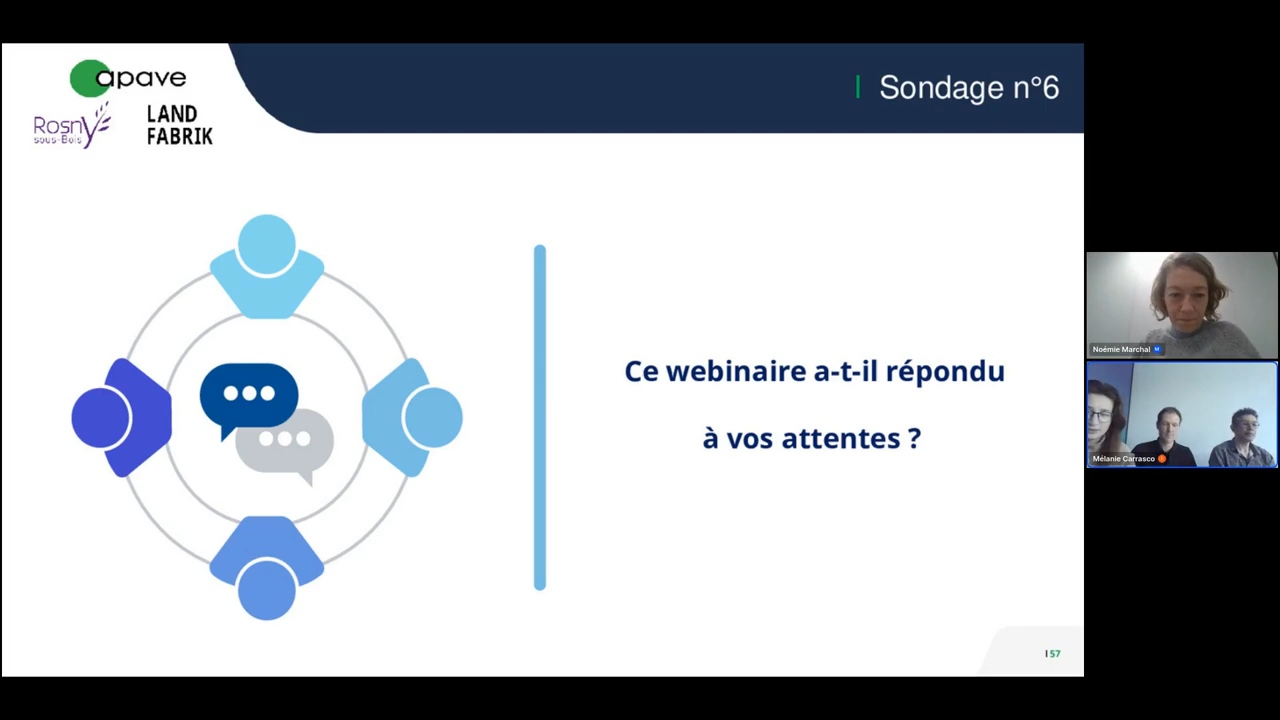 apave
Rosny
sous-Bois
LAND
FABRIK
Sondage n°6
Ce webinaire a-t-il répondu
à vos attentes ?
57
Noémie Marchal M
Mélanie Carrasco